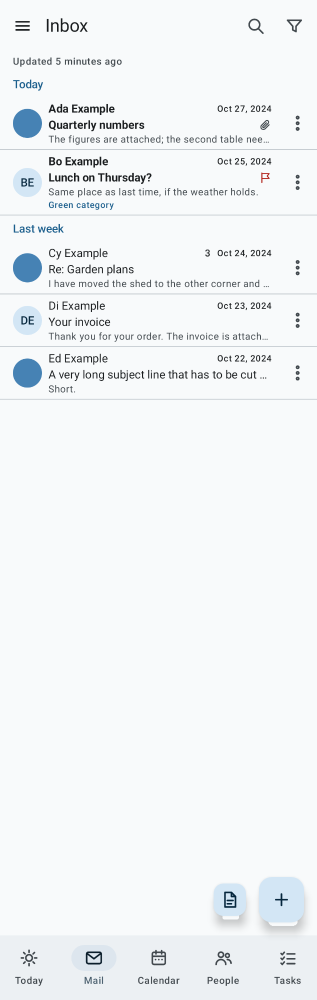 Inbox
Updated 5 minutes ago
Today
Ada Example Oct 27, 2024
Quarterly numbers
The figures are attached; the second table nee…
BE Bo Example Oct 25, 2024
Lunch on Thursday?
Same place as last time, if the weather holds.
Green category
Last week
Cy Example 3 Oct 24, 2024
Re: Garden plans
I have moved the shed to the other corner and …
DE Di Example Oct 23, 2024
Your invoice
Thank you for your order. The invoice is attach…
Ed Example Oct 22, 2024
A very long subject line that has to be cut …
Short.
Today Mail Calendar People Tasks